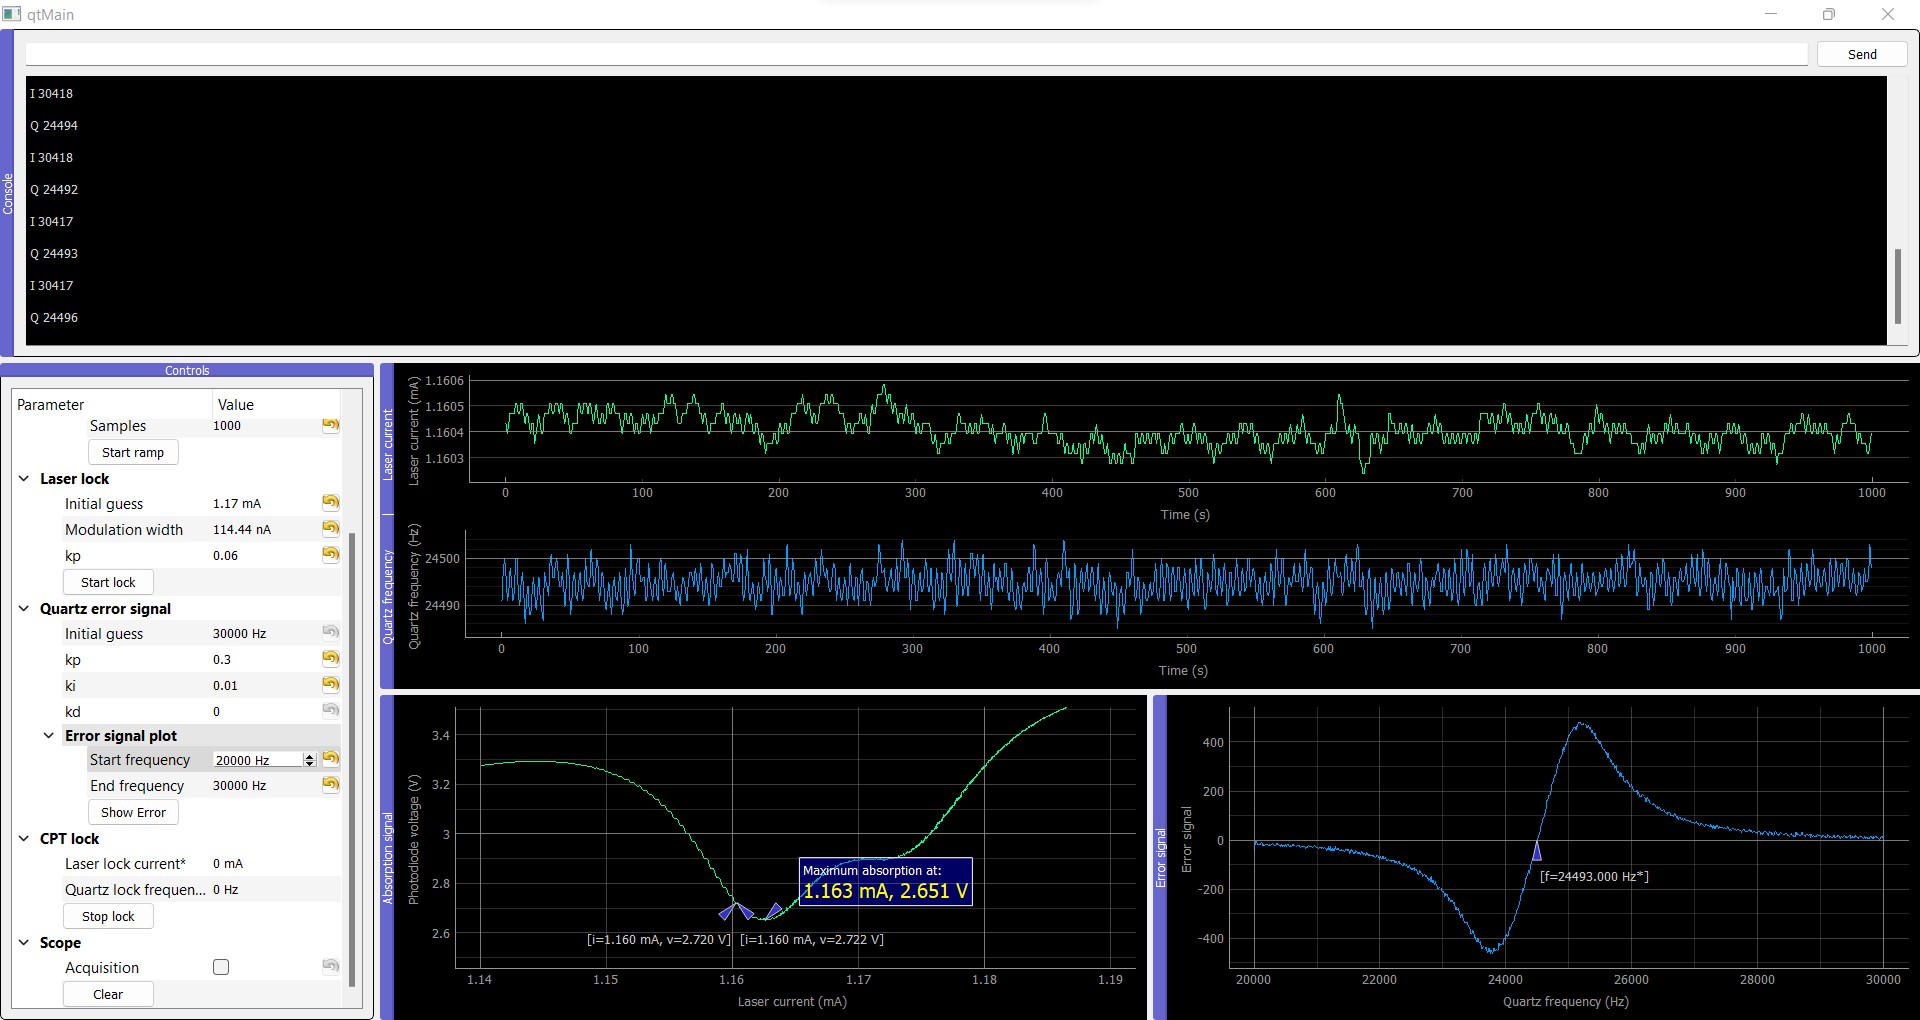 qtMain
Send
Console
I 30418
Q 24494
I 30418
Q 24492
I 30417
Q 24493
I 30417
Q 24496
Controls
Parameter Value
Samples 1000
Start ramp
Laser lock
Initial guess 1.17 mA
Modulation width 114.44 nA
kp 0.06
Start lock
Quartz error signal
Initial guess 30000 Hz
kp 0.3
ki 0.01
kd 0
Error signal plot
Start frequency 20000 Hz
End frequency 30000 Hz
Show Error
CPT lock
Laser lock current* 0 mA
Quartz lock frequen... 0 Hz
Stop lock
Scope
Acquisition
Clear
Laser current
Laser current (mA)
1.1606
1.1605
1.1604
1.1603
0 100 200 300 400 500 600 700 800 900 1000
Time (s)
Quartz frequency
Quartz frequency (Hz)
24500
24490
0 100 200 300 400 500 600 700 800 900 1000
Time (s)
Absorption signal
Photodiode voltage (V)
3.4
3.2
3
2.8
2.6
Maximum absorption at:
1.163 mA, 2.651 V
[i=1.160 mA, v=2.720 V] [i=1.160 mA, v=2.722 V]
1.14 1.15 1.16 1.17 1.18 1.19
Laser current (mA)
Error signal
Error signal
400
200
0
-200
-400
[f=24493.000 Hz*]
20000 22000 24000 26000 28000 30000
Quartz frequency (Hz)